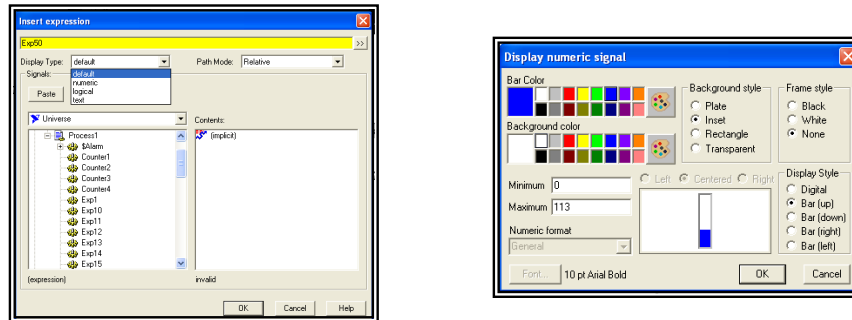 Insert expression
Exp50
>>
Display Type: default
Path Mode: Relative
default
numeric
logical
text
Signals:
Paste
Universe
Contents:
Process1
$Alarm
Counter1
Counter2
Counter3
Counter4
Exp1
Exp10
Exp11
Exp12
Exp13
Exp14
Exp15
(implicit)
(expression)
invalid
OK Cancel Help
Display numeric signal
Bar Color
Background color
Background style
Plate
Inset
Rectangle
Transparent
Frame style
Black
White
None
Minimum 0
Maximum 113
Left Centered Right
Numeric format
General
Display Style
Digital
Bar (up)
Bar (down)
Bar (right)
Bar (left)
Font... 10 pt Arial Bold
OK Cancel